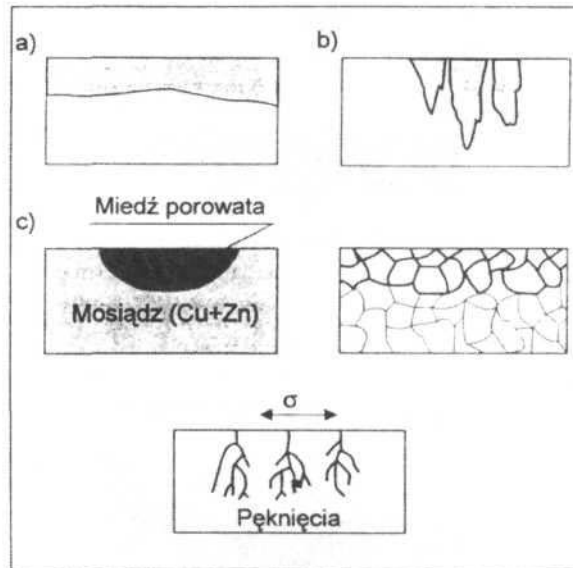 a)
b)
Miedź porowata
c)
Mosiądz (Cu+Zn)
σ
Pęknięcia